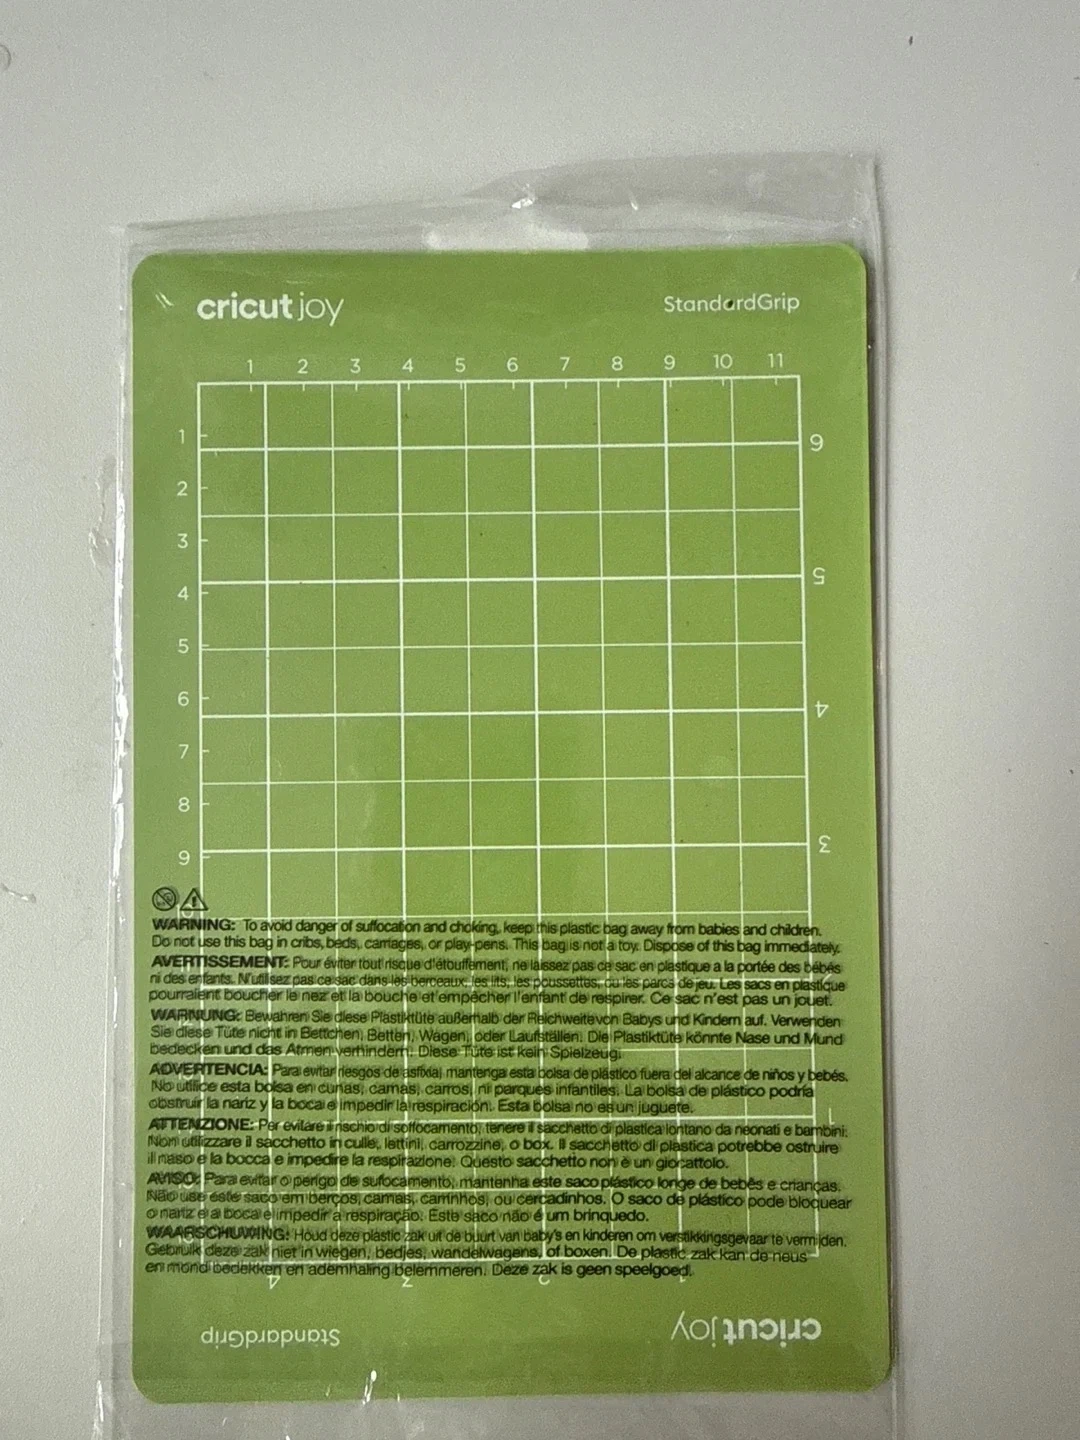 cricut joy
StandardGrip
1 2 3 4 5 6 7 8 9 10 11
1
6
2
3
5
4
5
6
4
7
8
3
9
WARNING: To avoid danger of suffocation and choking, keep this plastic bag away from babies and children.
Do not use this bag in cribs, beds, carriages, or play-pens. This bag is not a toy. Dispose of this bag immediately.
AVERTISSEMENT: Pour éviter tout risque d'étouffement, ne laissez pas ce sac en plastique a la portée des bébés
ni des enfants. N'utilisez pas ce sac dans les berceaux, les lits, les poussettes, ou les parcs de jeu. Les sacs en plastique
pourraient boucher le nez et la bouche et empêcher l'enfant de respirer. Ce sac n'est pas un jouet.
WARNUNG: Bewahren Sie diese Plastiktüte außerhalb der Reichweite von Babys und Kindern auf. Verwenden
Sie diese Tüte nicht in Bettchen, Betten, Wagen, oder Laufställen. Die Plastiktüte könnte Nase und Mund
bedecken und das Atmen verhindern. Diese Tüte ist kein Spielzeug.
ADVERTENCIA: Para evitar riesgos de asfixia, mantenga esta bolsa de plástico fuera del alcance de niños y bebés.
No utilice esta bolsa en cunas, camas, carros, ni parques infantiles. La bolsa de plástico podría
obstruir la nariz y la boca e impedir la respiración. Esta bolsa no es un juguete.
1
ATTENZIONE: Per evitare il rischio di soffocamento, tenere il sacchetto di plastica lontano da neonati e bambini.
Non utilizzare il sacchetto in culle, lettini, carrozzine, o box. Il sacchetto di plastica potrebbe ostruire
il naso e la bocca e impedire la respirazione. Questo sacchetto non è un giocattolo.
AVISO: Para evitar o perigo de sufocamento, mantenha este saco plástico longe de bebês e crianças.
Não use este saco em berços, camas, carrinhos, ou cercadinhos. O saco de plástico pode bloquear
o nariz e a boca e impedir a respiração. Este saco não é um brinquedo.
WAARSCHUWING: Houd deze plastic zak uit de buurt van baby's en kinderen om verstikkingsgevaar te vermijden.
Gebruik deze zak niet in wiegen, bedjes, wandelwagens, of boxen. De plastic zak kan de neus
en mond bedekken en ademhaling belemmeren. Deze zak is geen speelgoed.
4 3 2 1
StandardGrip
cricut joy